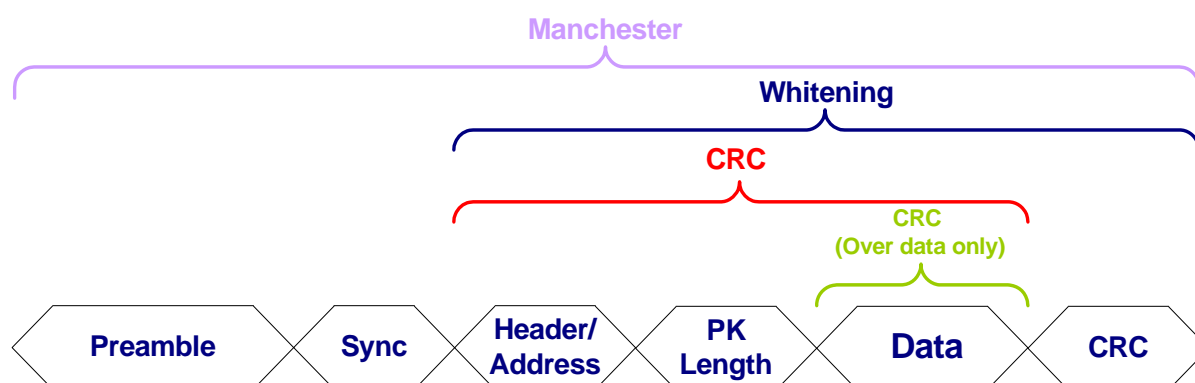 Manchester
Whitening
CRC
CRC
(Over data only)
Preamble
Sync
Header/
Address
PK
Length
Data
CRC